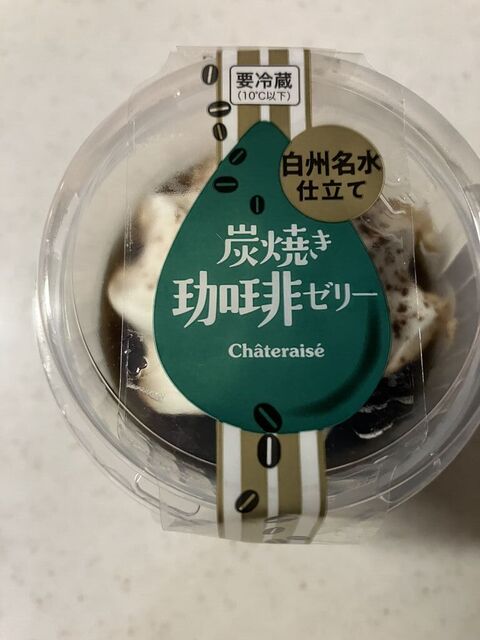 要冷蔵
(10℃以下)
白州名水
仕立て
炭焼き
珈琲ゼリー
Châteraisé